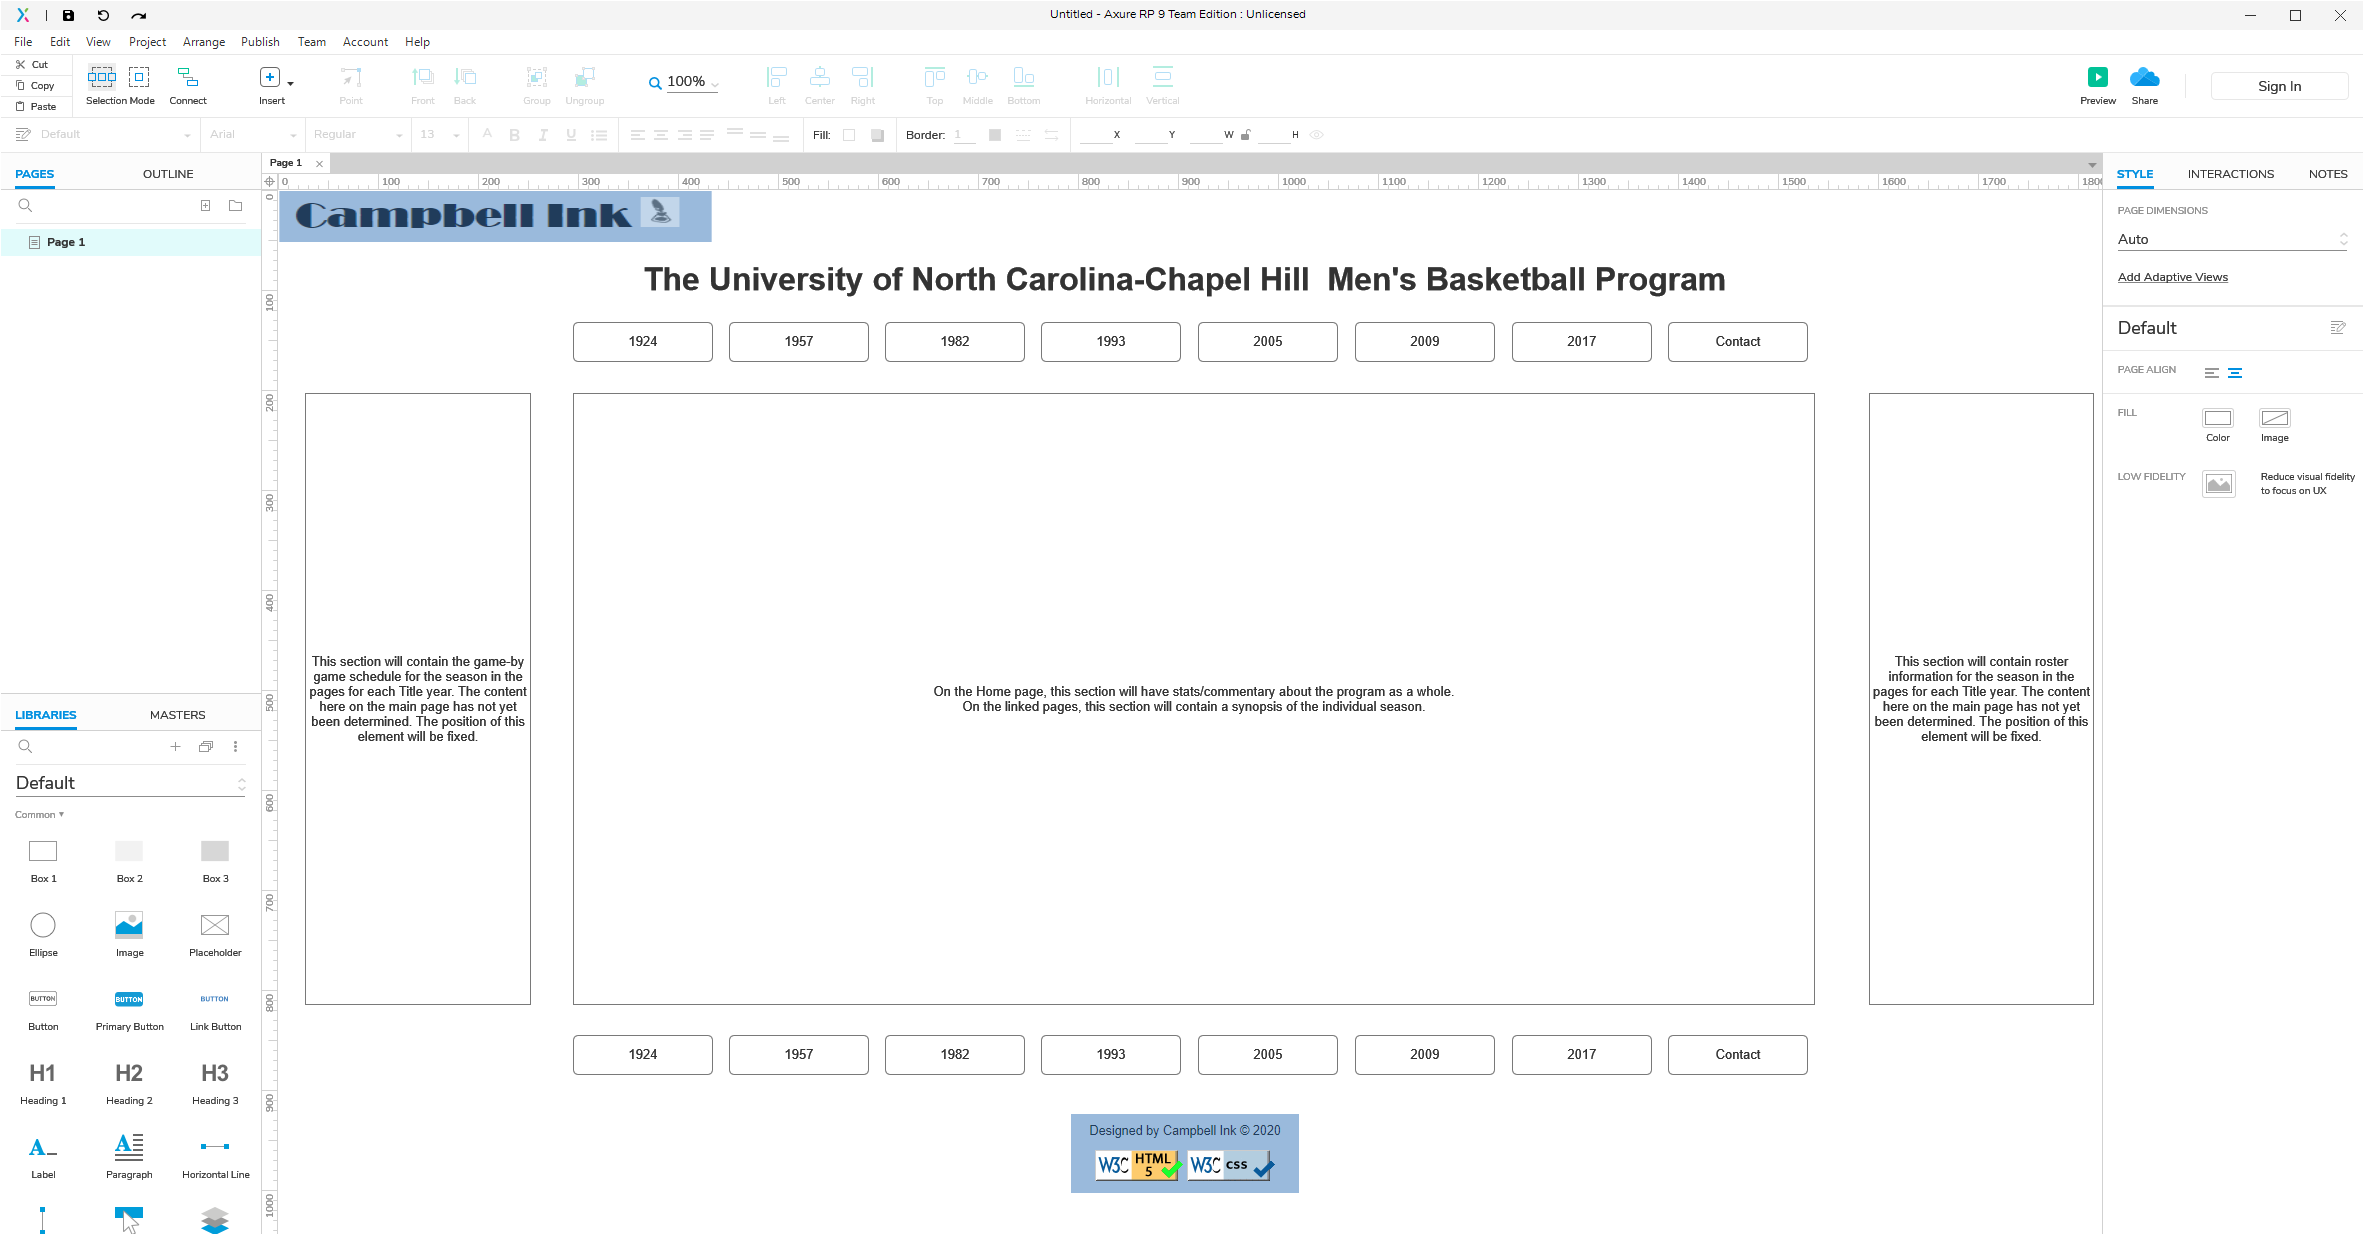 Untitled - Axure RP 9 Team Edition : Unlicensed
File Edit View Project Arrange Publish Team Account Help
Cut
Copy
Paste
Selection Mode Connect Insert Point Front Back Group Ungroup 100% Left Center Right Top Middle Bottom Horizontal Vertical Preview Share Sign In
Default Arial Regular 13 Fill: Border: 1 X Y W H
PAGES OUTLINE
Page 1
Page 1
0 100 200 300 400 500 600 700 800 900 1000 1100 1200 1300 1400 1500 1600 1700 1800
0
100
200
300
400
500
600
700
800
900
1000
Campbell Ink
The University of North Carolina-Chapel Hill Men's Basketball Program
1924 1957 1982 1993 2005 2009 2017 Contact
This section will contain the game-by
game schedule for the season in the
pages for each Title year. The content
here on the main page has not yet
been determined. The position of this
element will be fixed.
On the Home page, this section will have stats/commentary about the program as a whole.
On the linked pages, this section will contain a synopsis of the individual season.
This section will contain roster
information for the season in the
pages for each Title year. The content
here on the main page has not yet
been determined. The position of this
element will be fixed.
1924 1957 1982 1993 2005 2009 2017 Contact
Designed by Campbell Ink © 2020
W3C HTML 5 W3C css
LIBRARIES MASTERS
Default
Common
Box 1 Box 2 Box 3
Ellipse Image Placeholder
BUTTON BUTTON BUTTON
Button Primary Button Link Button
H1 H2 H3
Heading 1 Heading 2 Heading 3
A A
Label Paragraph Horizontal Line
STYLE INTERACTIONS NOTES
PAGE DIMENSIONS
Auto
Add Adaptive Views
Default
PAGE ALIGN
FILL
Color Image
LOW FIDELITY
Reduce visual fidelity
to focus on UX